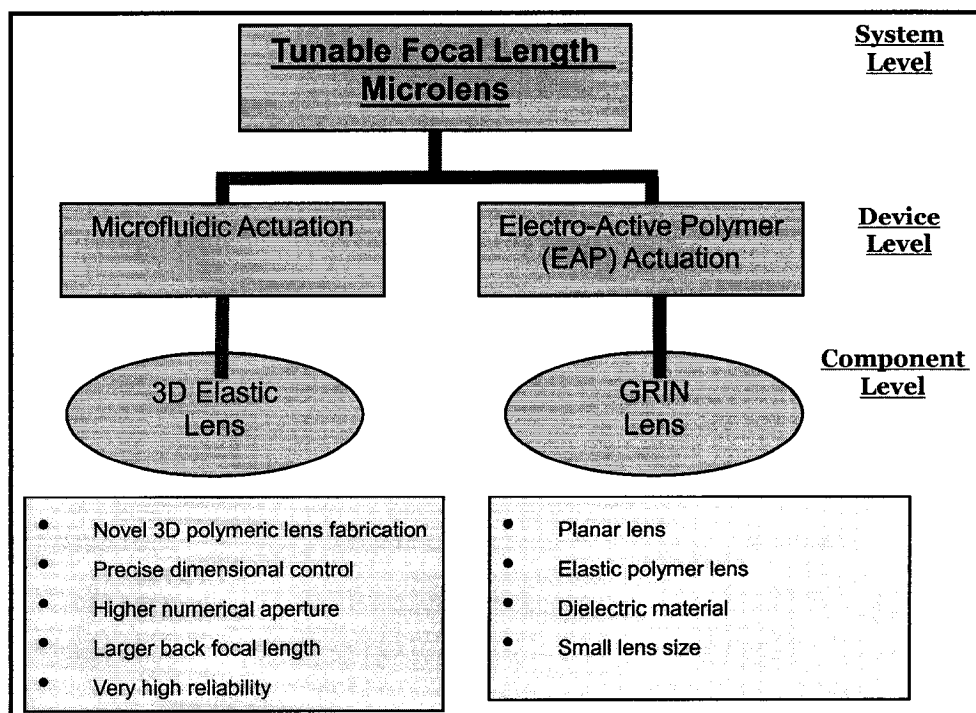 Tunable Focal Length
Microlens
System
Level
Microfluidic Actuation
Electro-Active Polymer
(EAP) Actuation
Device
Level
3D Elastic
Lens
GRIN
Lens
Component
Level
• Novel 3D polymeric lens fabrication
• Precise dimensional control
• Higher numerical aperture
• Larger back focal length
• Very high reliability
• Planar lens
• Elastic polymer lens
• Dielectric material
• Small lens size